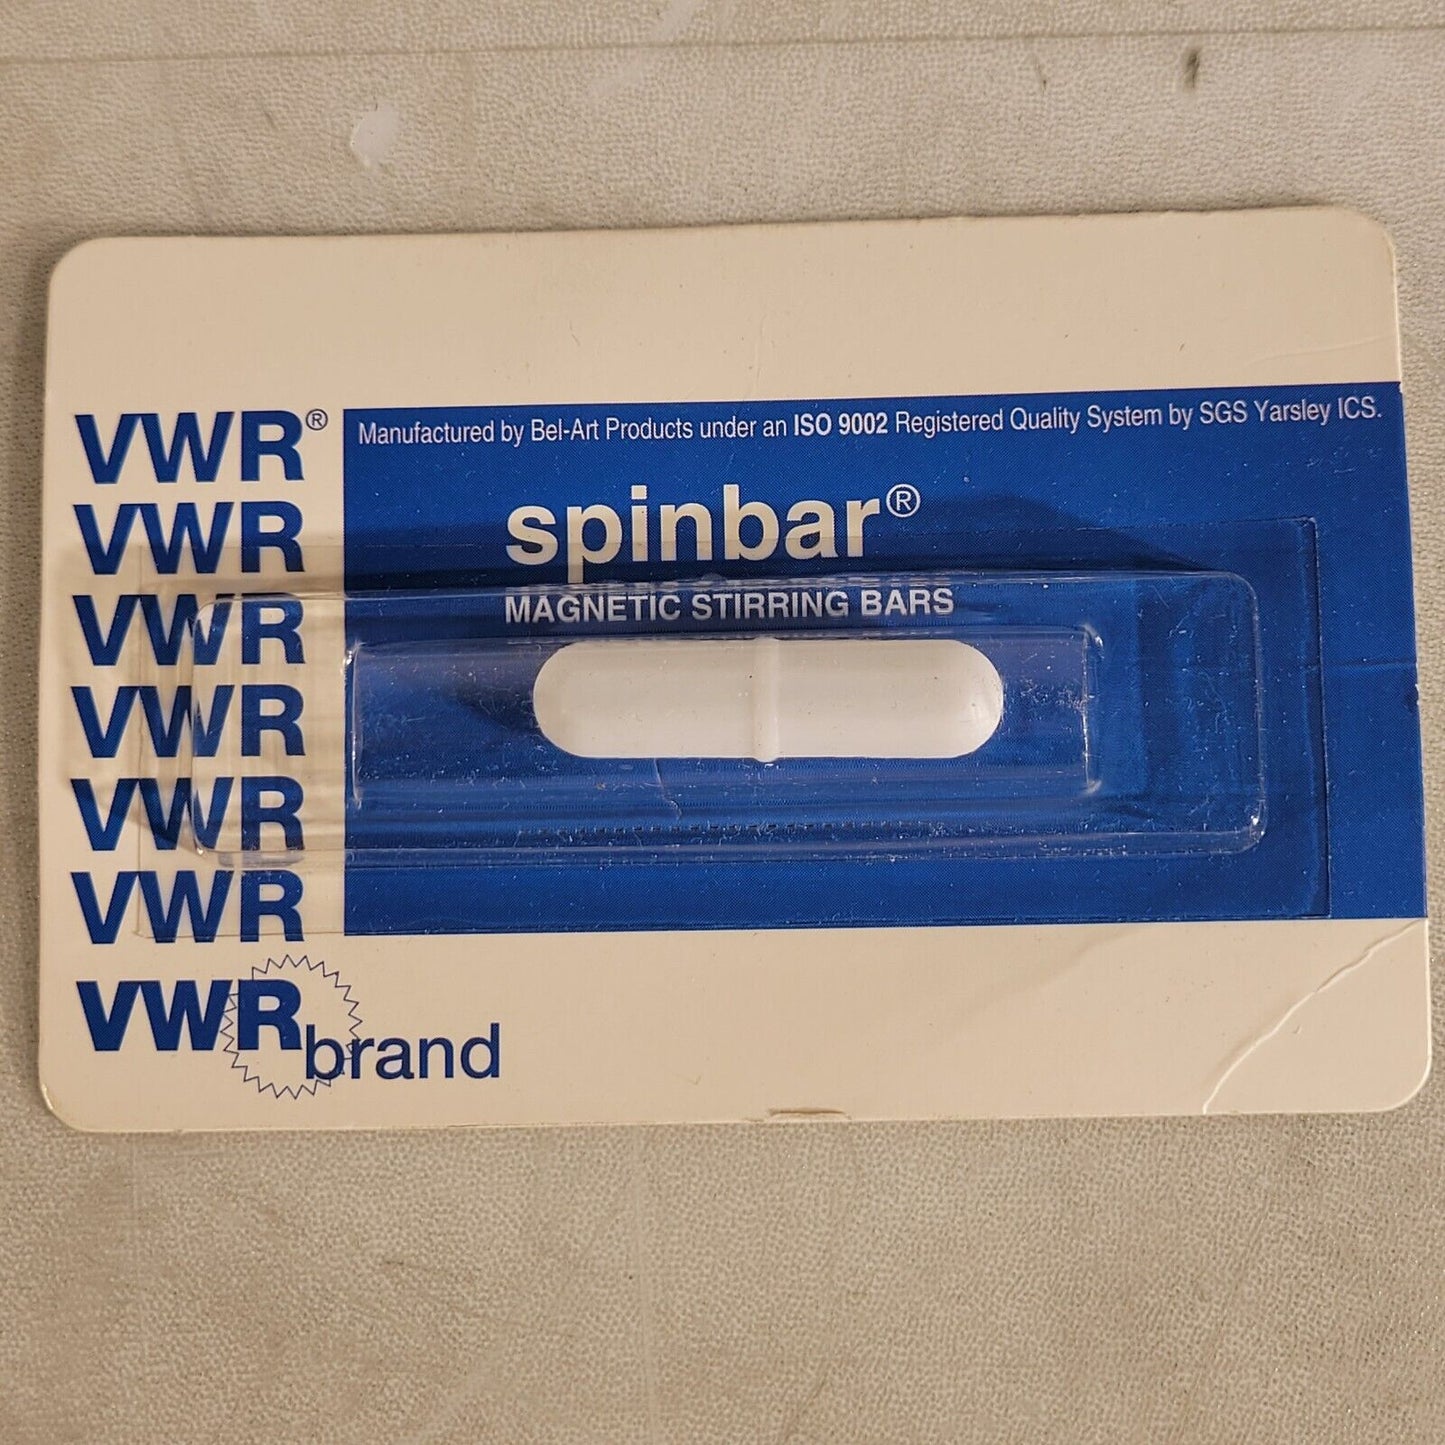 VWR®
Manufactured by Bel-Art Products under an ISO 9002 Registered Quality System by SGS Yarsley ICS.
VWR
spinbar®
MAGNETIC STIRRING BARS
VWR
VWR
VWR
VWR
VWR
brand